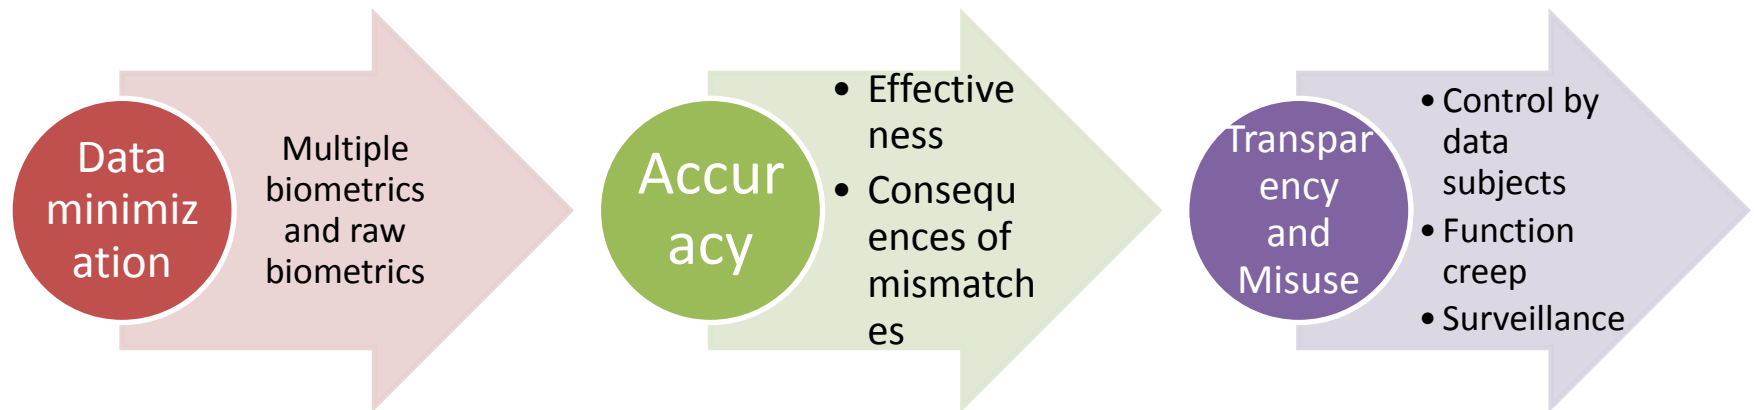 Data
minimiz
ation
Multiple
biometrics
and raw
biometrics
Accur
acy
• Effective
ness
• Consequ
ences of
mismatch
es
Transpar
ency
and
Misuse
• Control by
data
subjects
• Function
creep
• Surveillance